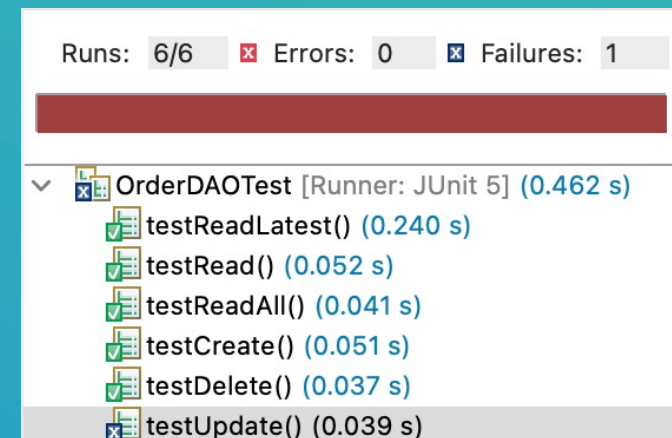 Runs: 6/6 Errors: 0 Failures: 1
OrderDAOTest [Runner: JUnit 5] (0.462 s)
testReadLatest() (0.240 s)
testRead() (0.052 s)
testReadAll() (0.041 s)
testCreate() (0.051 s)
testDelete() (0.037 s)
testUpdate() (0.039 s)